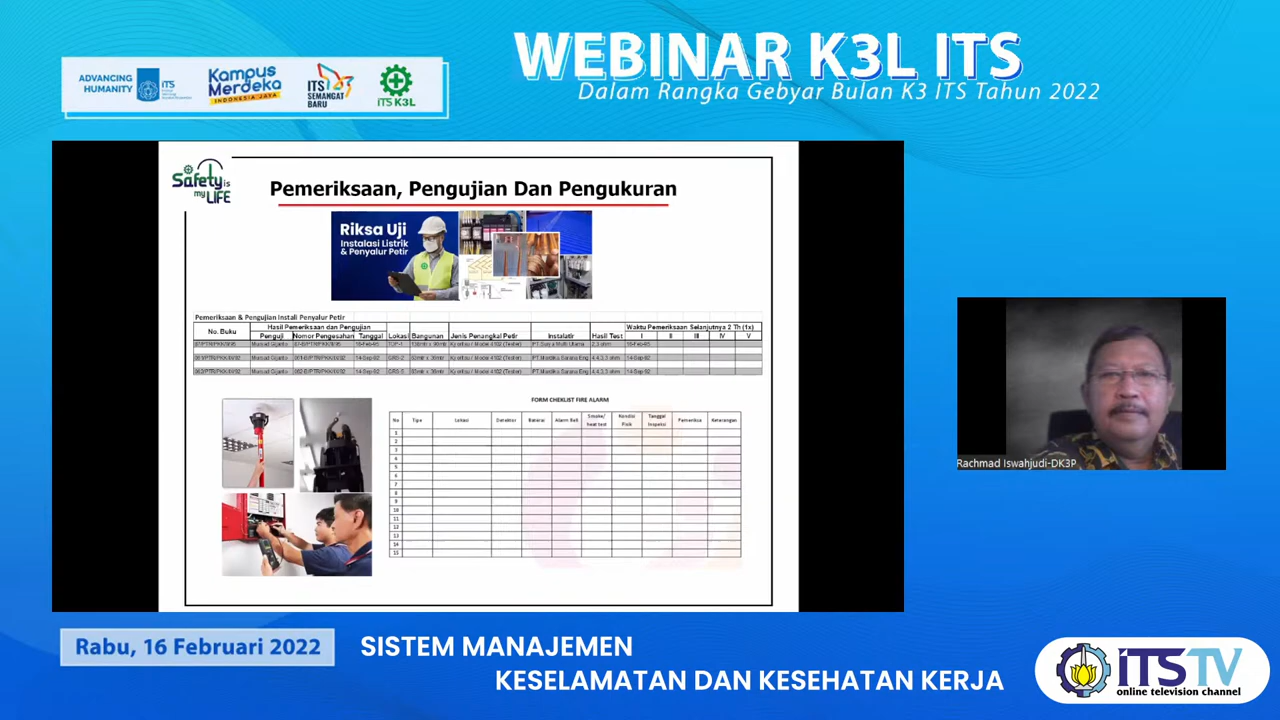 WEBINAR K3L ITS
Dalam Rangka Gebyar Bulan K3 ITS Tahun 2022
ADVANCING
HUMANITY
ITS
Kampus
Merdeka
INDONESIA JAYA
ITS
SEMANGAT
BARU
ITS K3L
Safety is
my LIFE
Pemeriksaan, Pengujian Dan Pengukuran
Riksa Uji
Instalasi Listrik
& Penyalur Petir
Pemeriksaan & Pengujian Install Penyalur Petir
No. Buku
Hasil Pemeriksaan dan Pengujian
Penguji Nomor Pengesahan Tanggal
Lokasi Bangunan Jenis Penangkal Petir Instalatir Hasil Test
Waktu Pemeriksaan Selanjutnya 2 Th (1x)
I II III IV V
FORM CHEKLIST FIRE ALARM
No Tipe Lokasi Detektor Baterai Alarm Bell Smoke/ heat test Kondisi Fisik Tanggal Inspeksi Pemeriksa Keterangan
1
2
3
4
5
6
7
8
9
10
11
12
13
14
15
Rachmad Iswahjudi-DK3P
Rabu, 16 Februari 2022
SISTEM MANAJEMEN
KESELAMATAN DAN KESEHATAN KERJA
iTSTV
online television channel